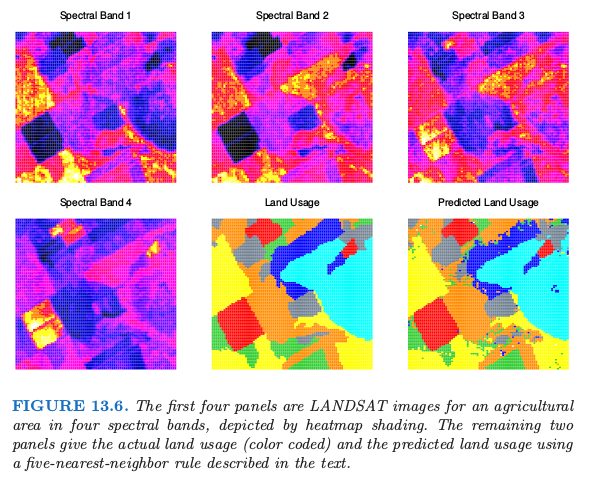 Spectral Band 1
Spectral Band 2
Spectral Band 3
Spectral Band 4
Land Usage
Predicted Land Usage
FIGURE 13.6. The first four panels are LANDSAT images for an agricultural
area in four spectral bands, depicted by heatmap shading. The remaining two
panels give the actual land usage (color coded) and the predicted land usage using
a five-nearest-neighbor rule described in the text.